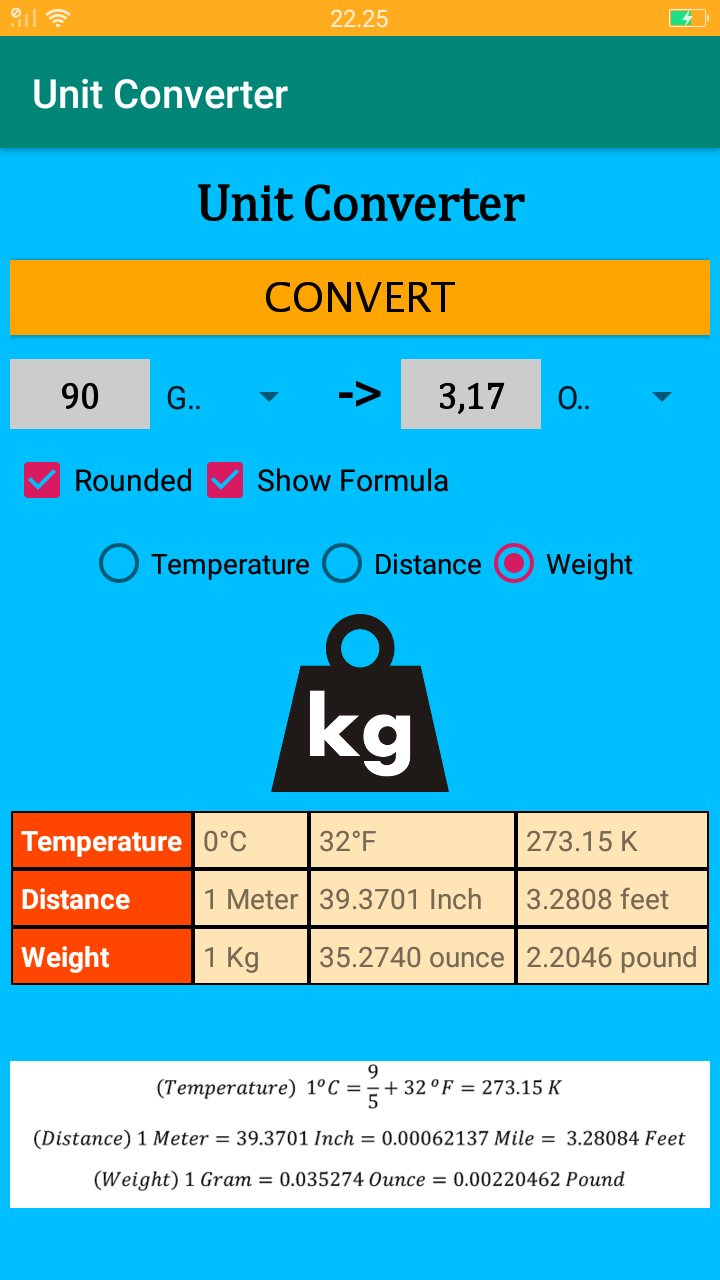 22.25
Unit Converter
Unit Converter
CONVERT
90 G.. -> 3,17 O..
Rounded Show Formula
Temperature Distance Weight
kg
Temperature 0°C 32°F 273.15 K
Distance 1 Meter 39.3701 Inch 3.2808 feet
Weight 1 Kg 35.2740 ounce 2.2046 pound
(Temperature) 1°C = 9/5 + 32 °F = 273.15 K
(Distance) 1 Meter = 39.3701 Inch = 0.00062137 Mile = 3.28084 Feet
(Weight) 1 Gram = 0.035274 Ounce = 0.00220462 Pound